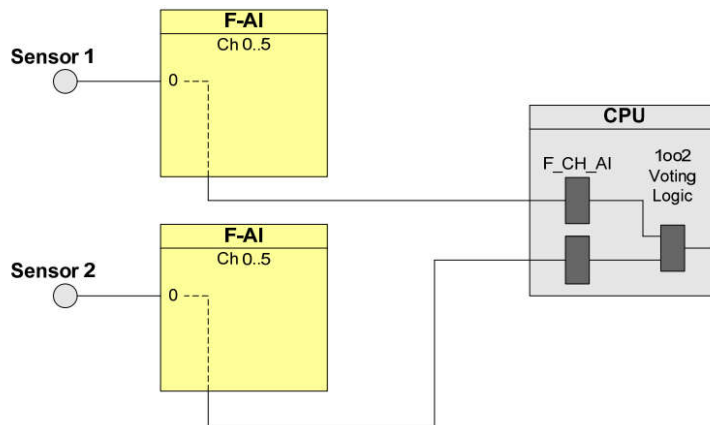 F-AI
Ch 0..5
Sensor 1
0
CPU
F_CH_AI
1oo2
Voting
Logic
F-AI
Ch 0..5
Sensor 2
0